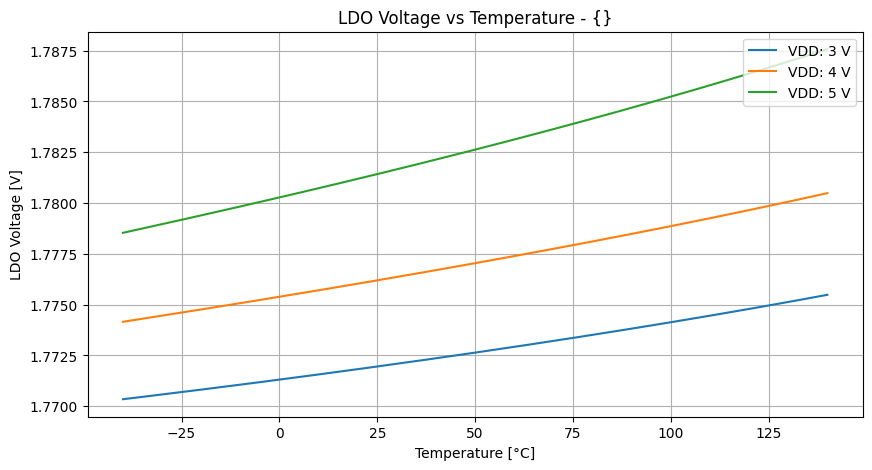 LDO Voltage vs Temperature - {}
LDO Voltage [V]
1.7875
1.7850
1.7825
1.7800
1.7775
1.7750
1.7725
1.7700
VDD: 3 V
VDD: 4 V
VDD: 5 V
−25
0
25
50
75
100
125
Temperature [°C]